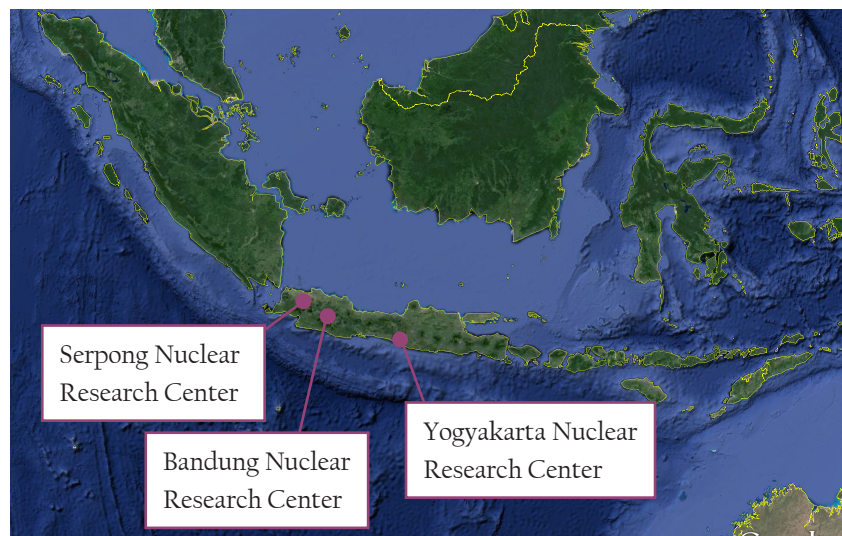 Serpong Nuclear
Research Center
Bandung Nuclear
Research Center
Yogyakarta Nuclear
Research Center